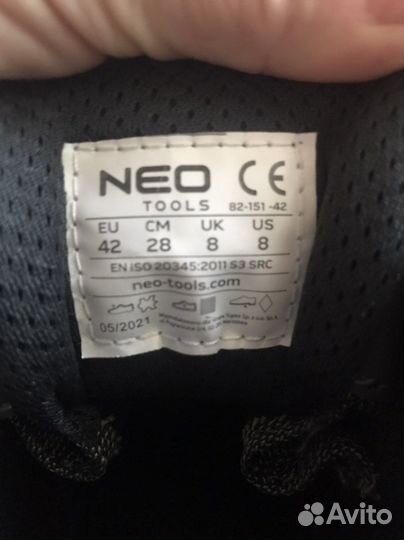 NEO CE
TOOLS 82-151-42
EU CM UK US
42 28 8 8
EN ISO 20345:2011 S3 SRC
neo-tools.com
05/2021
Avito